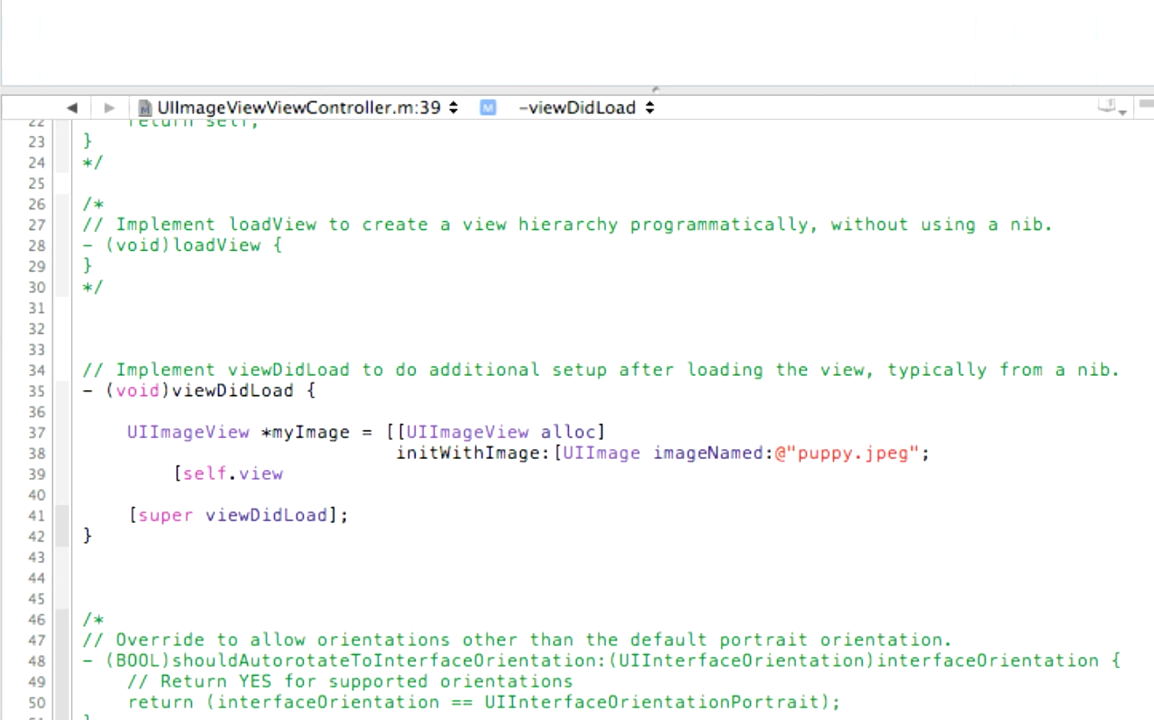 UIImageViewViewController.m:39 -viewDidLoad
22 return self;
23 }
24 */
25
26 /*
27 // Implement loadView to create a view hierarchy programmatically, without using a nib.
28 - (void)loadView {
29 }
30 */
31
32
33
34 // Implement viewDidLoad to do additional setup after loading the view, typically from a nib.
35 - (void)viewDidLoad {
36
37 UIImageView *myImage = [[UIImageView alloc]
38 initWithImage:[UIImage imageNamed:@"puppy.jpeg";
39 [self.view
40
41 [super viewDidLoad];
42 }
43
44
45
46 /*
47 // Override to allow orientations other than the default portrait orientation.
48 - (BOOL)shouldAutorotateToInterfaceOrientation:(UIInterfaceOrientation)interfaceOrientation {
49 // Return YES for supported orientations
50 return (interfaceOrientation == UIInterfaceOrientationPortrait);